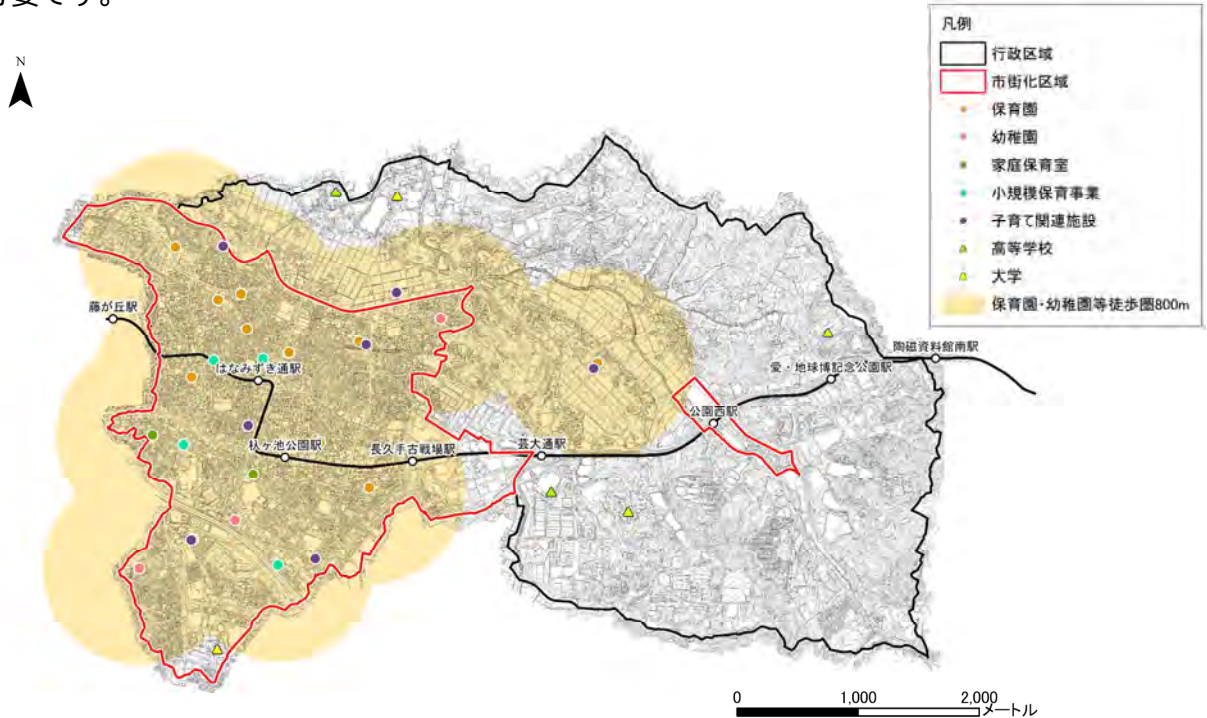 要です。
N
凡例
行政区域
市街化区域
保育園
幼稚園
家庭保育室
小規模保育事業
子育て関連施設
高等学校
大学
保育園・幼稚園等徒歩圏800m
藤が丘駅
はなみずき通駅
杁ヶ池公園駅
長久手古戦場駅
芸大通駅
公園西駅
愛・地球博記念公園駅
陶磁資料館南駅
0 1,000 2,000
メートル